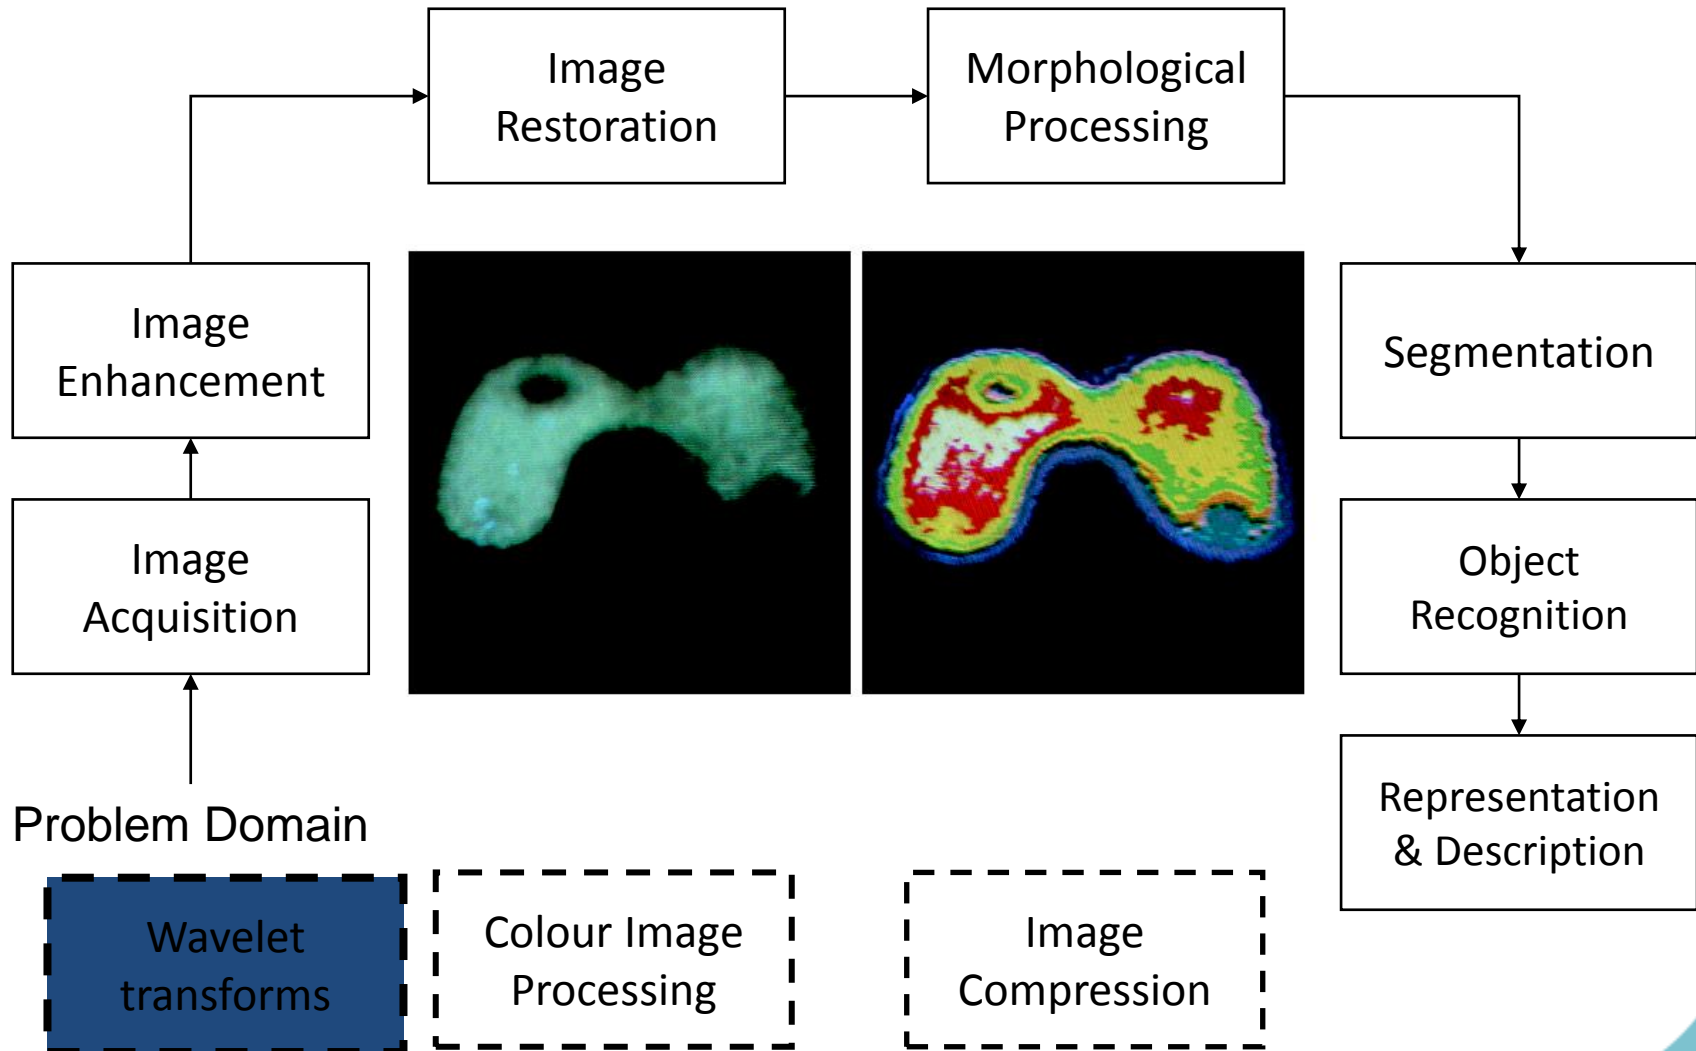 Image
Restoration
Morphological
Processing
Image
Enhancement
Segmentation
Image
Acquisition
Object
Recognition
Problem Domain
Representation
& Description
Wavelet
transforms
Colour Image
Processing
Image
Compression